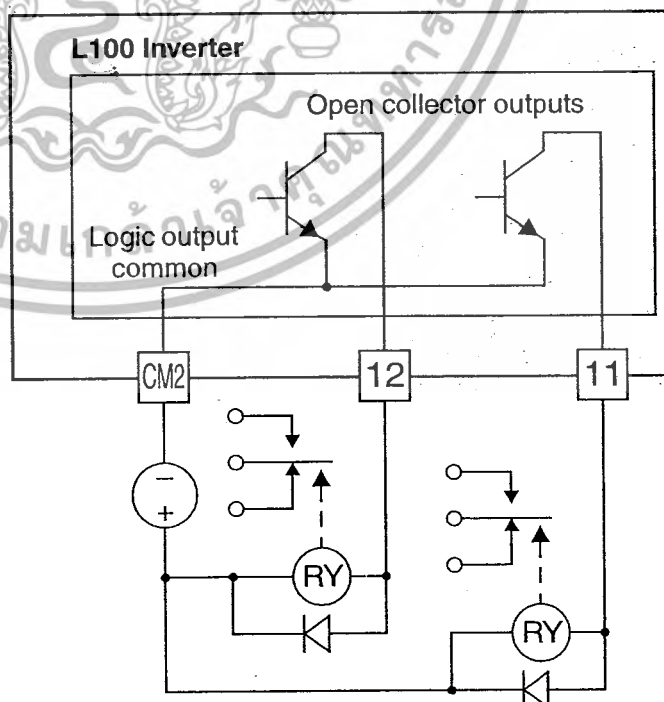 L100 Inverter
Open collector outputs
Logic output
common
CM2
12
11
−
+
RY
RY